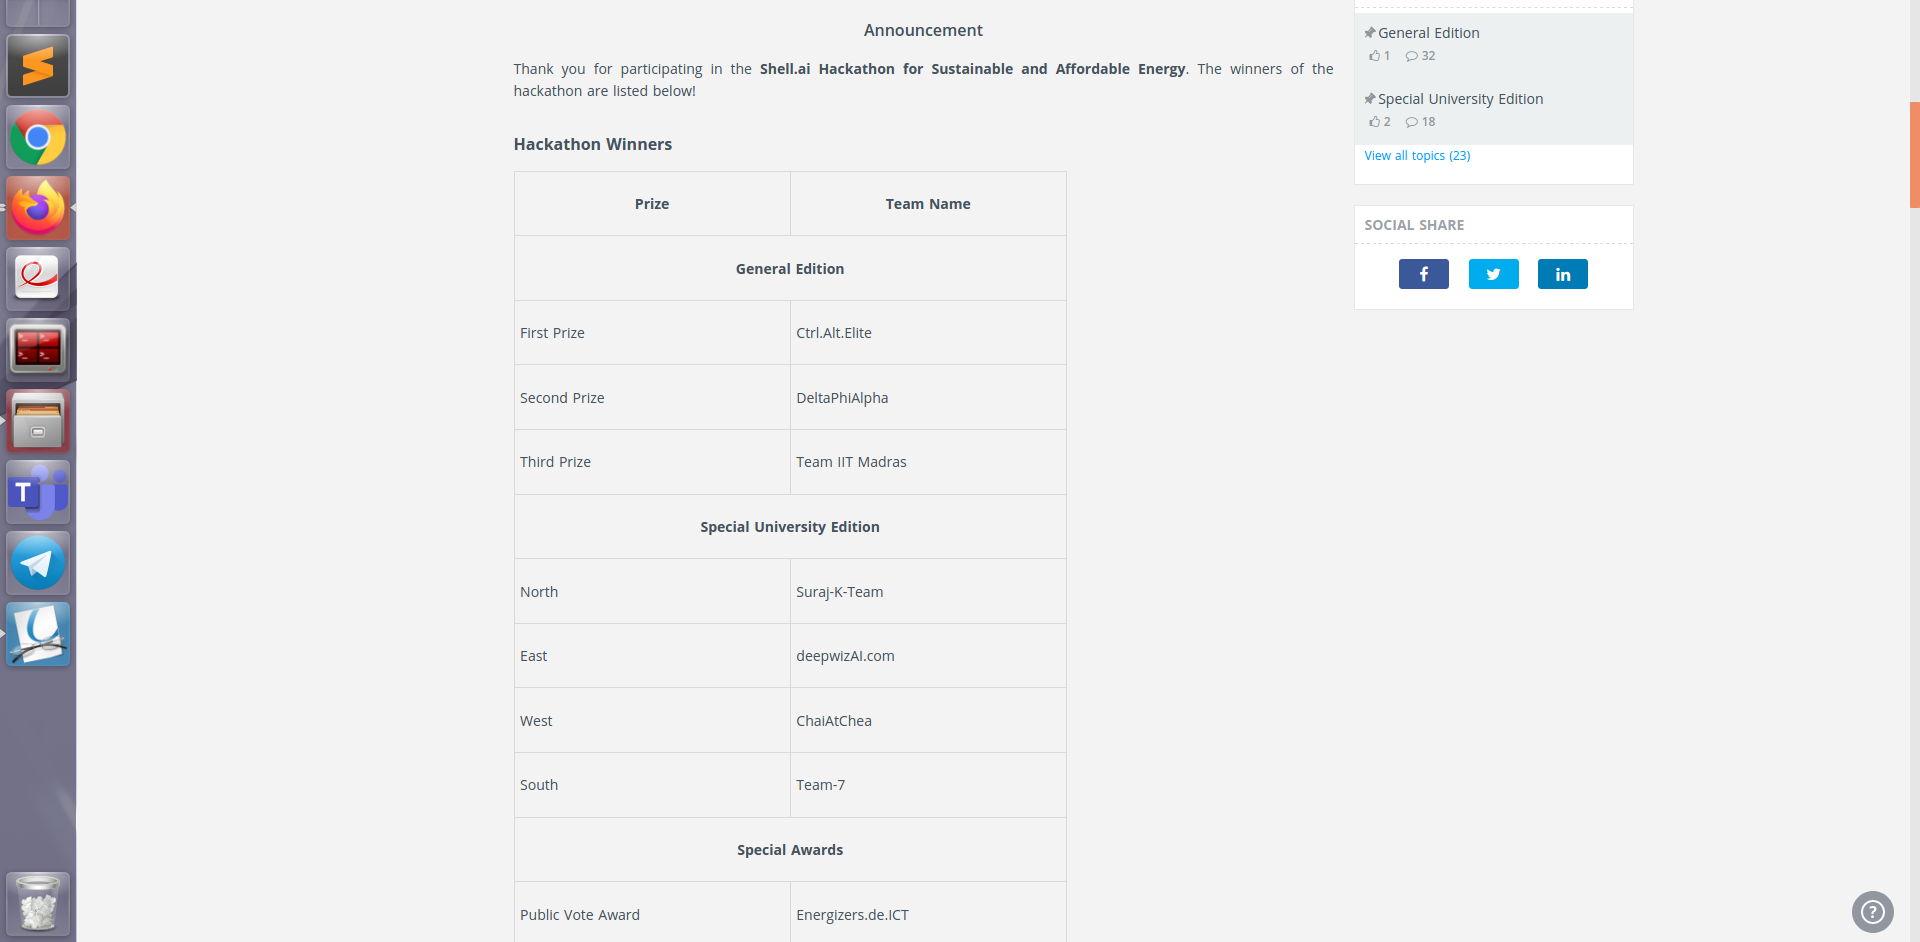 Announcement
Thank you for participating in the Shell.ai Hackathon for Sustainable and Affordable Energy. The winners of the
hackathon are listed below!
Hackathon Winners
Prize Team Name
General Edition
First Prize Ctrl.Alt.Elite
Second Prize DeltaPhiAlpha
Third Prize Team IIT Madras
Special University Edition
North Suraj-K-Team
East deepwizAI.com
West ChaiAtChea
South Team-7
Special Awards
Public Vote Award Energizers.de.ICT
General Edition
1 32
Special University Edition
2 18
View all topics (23)
SOCIAL SHARE
f
in
T
?